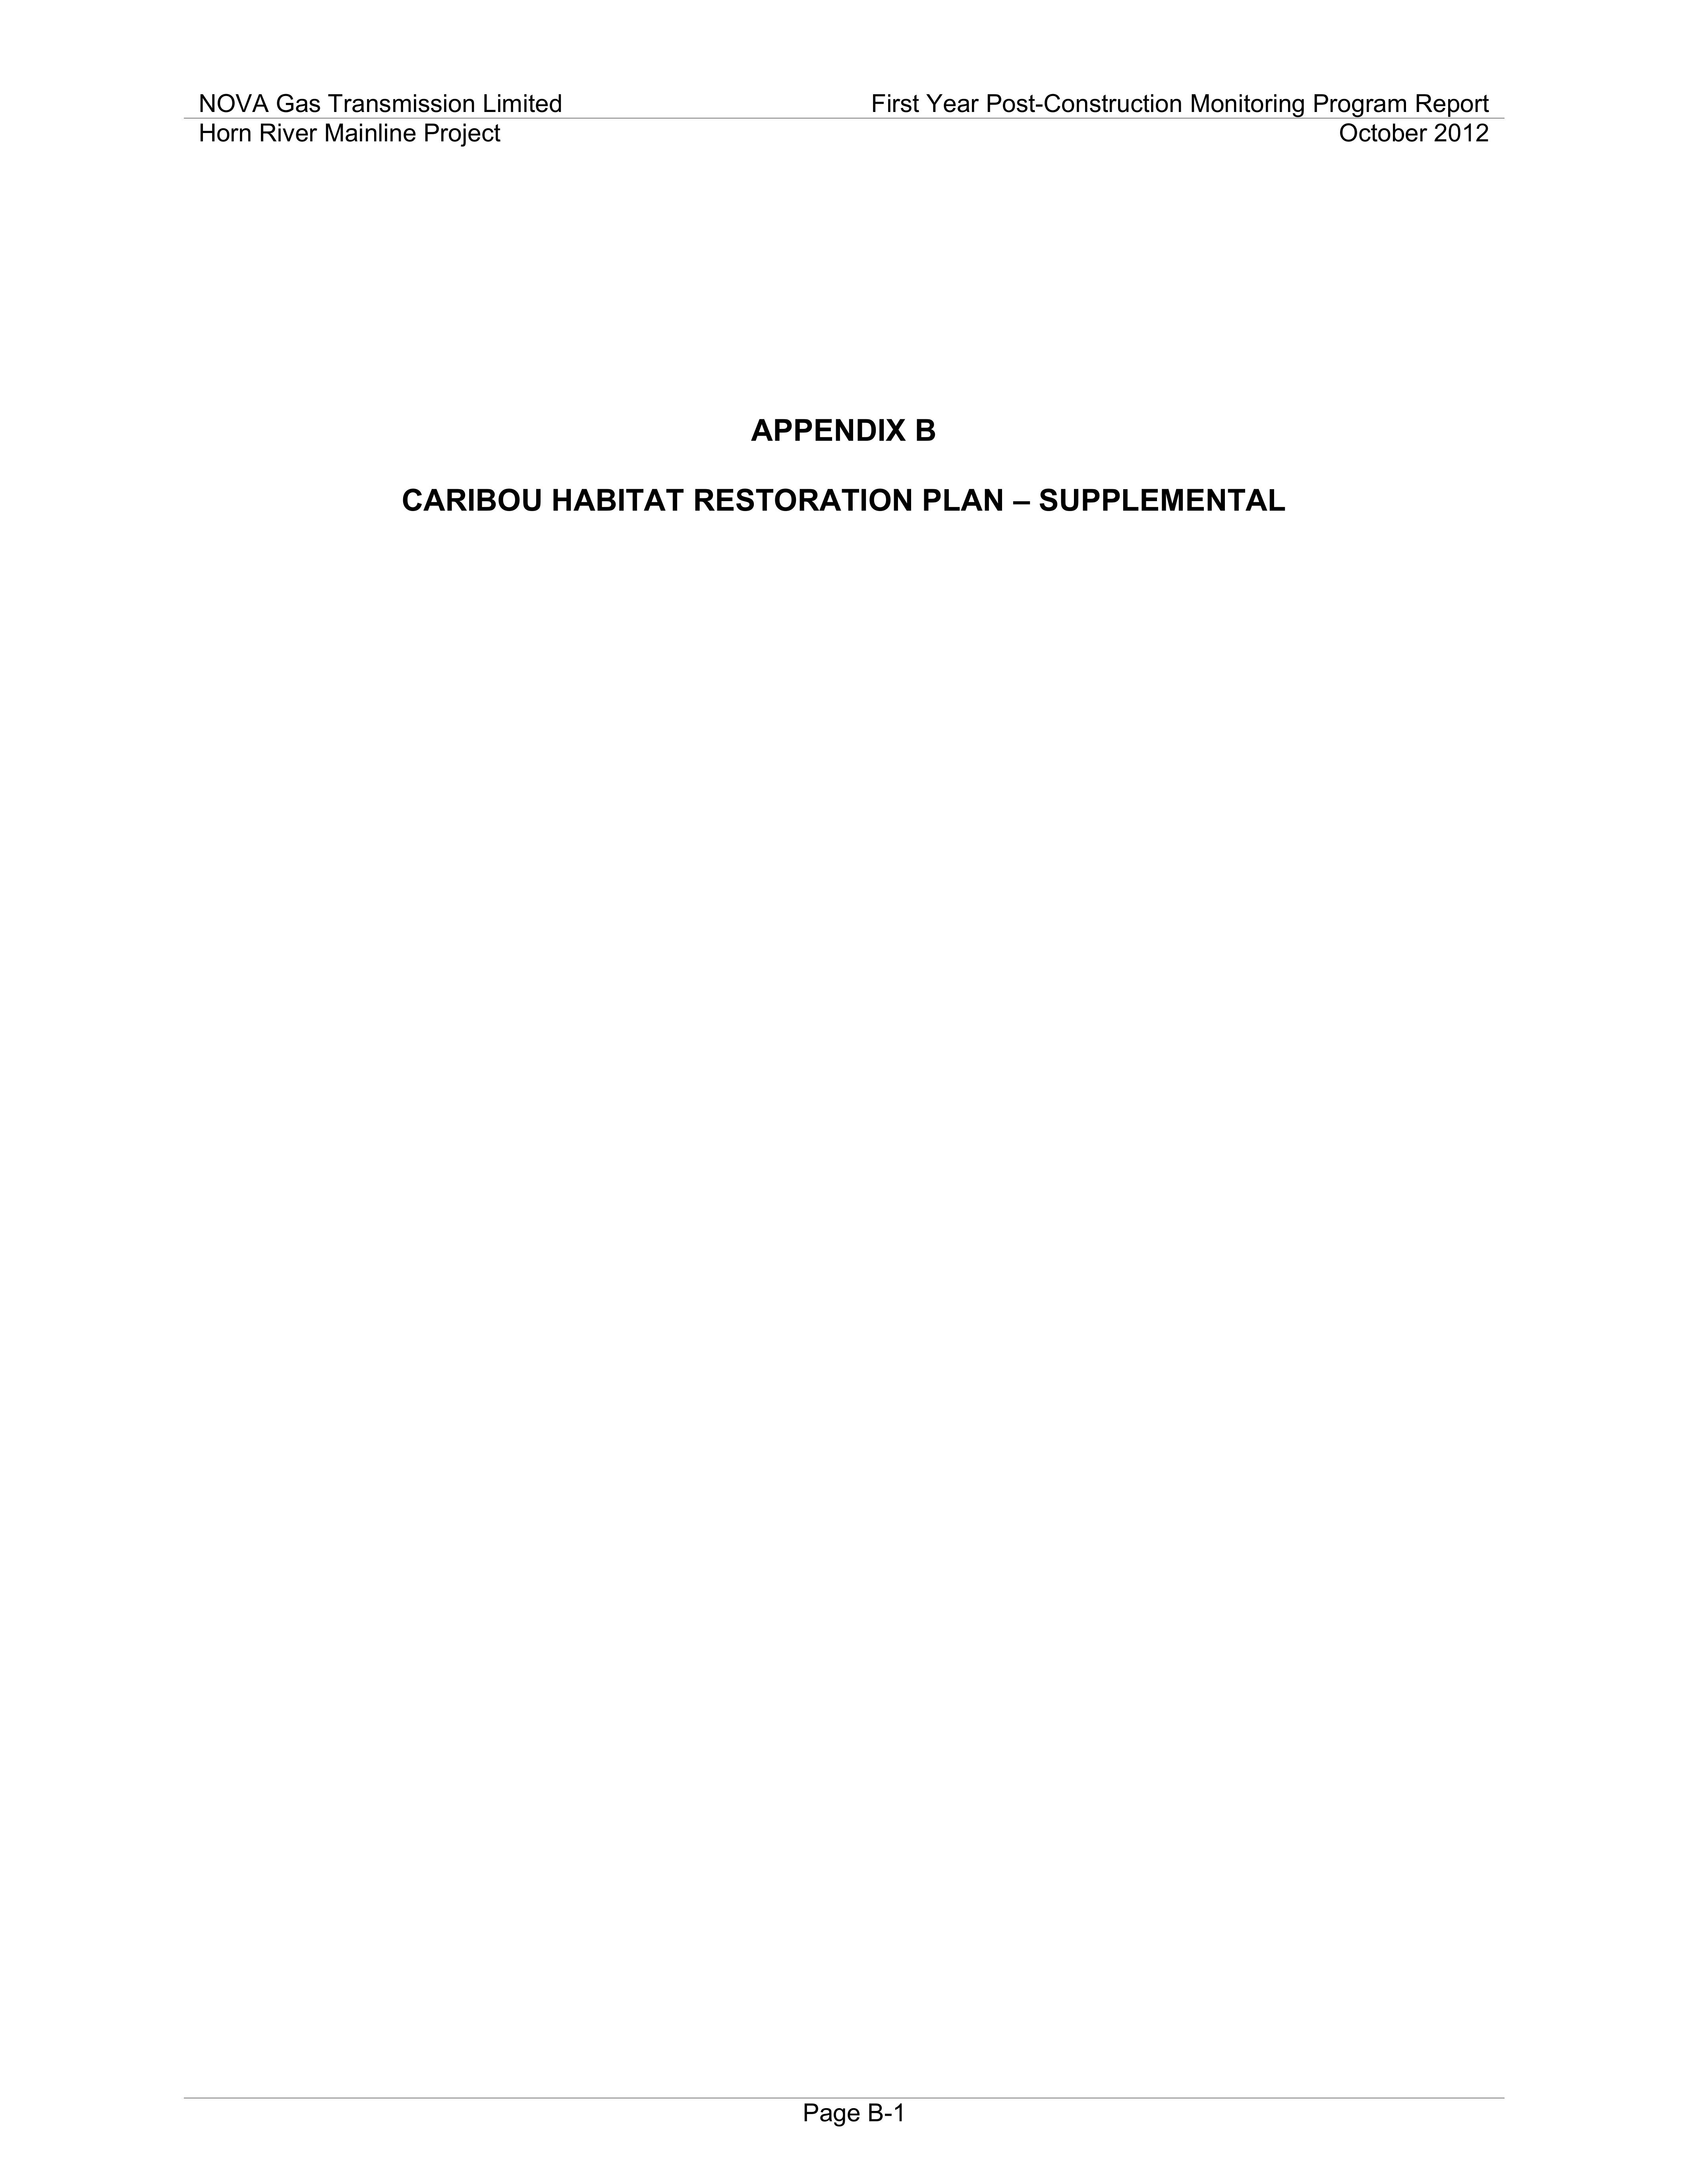 NOVA Gas Transmission Limited First Year Post-Construction Monitoring Program Report
Horn River Mainline Project October 2012
APPENDIX B
CARIBOU HABITAT RESTORATION PLAN – SUPPLEMENTAL
Page B-1